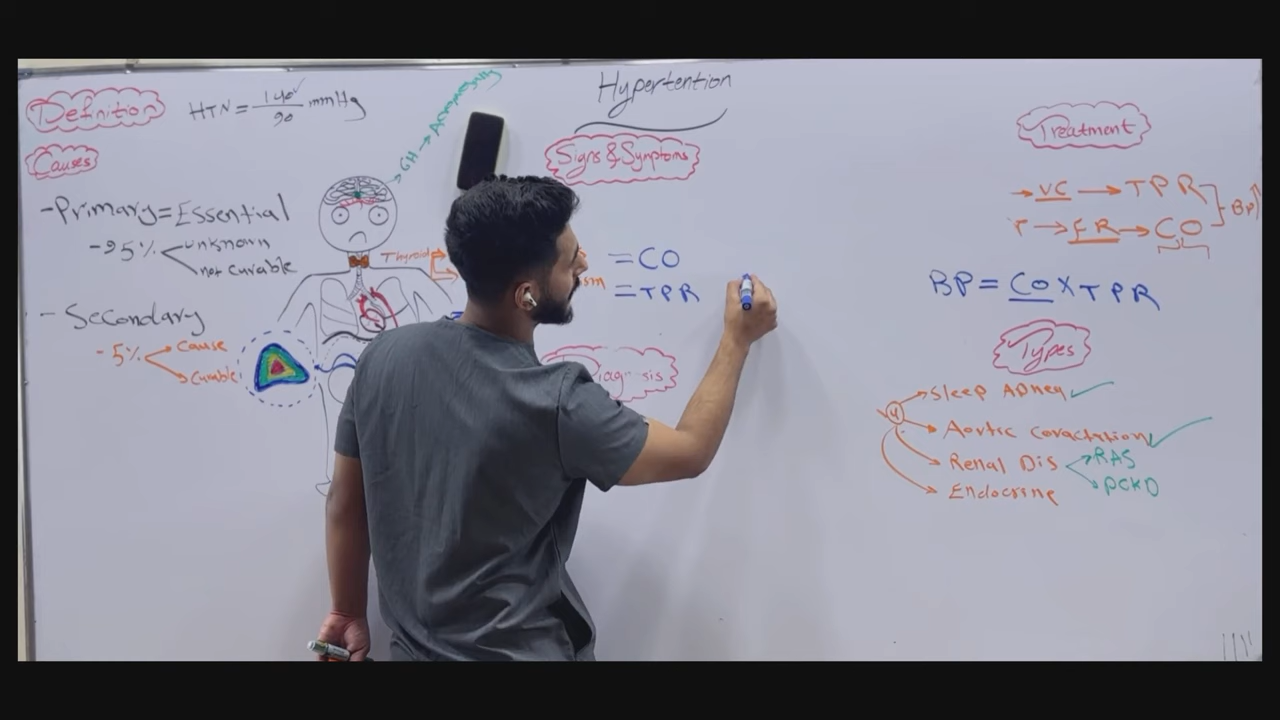 Hypertention
Definition
HTN = 140/90 mmHg
Causes
- Primary = Essential
- 95% unknown
not curable
- Secondary
- 5% Cause
Curable
GH → Acromegaly
Thyroid
Signs & Symptoms
= CO
= TPR
Treatment
→ VC → TPR
→ FR → CO
BP
BP = CO X TPR
Types
4
Sleep Apnea ✓
Aortic Coractation ✓
Renal Dis
RAS
PCKD
Endocrine